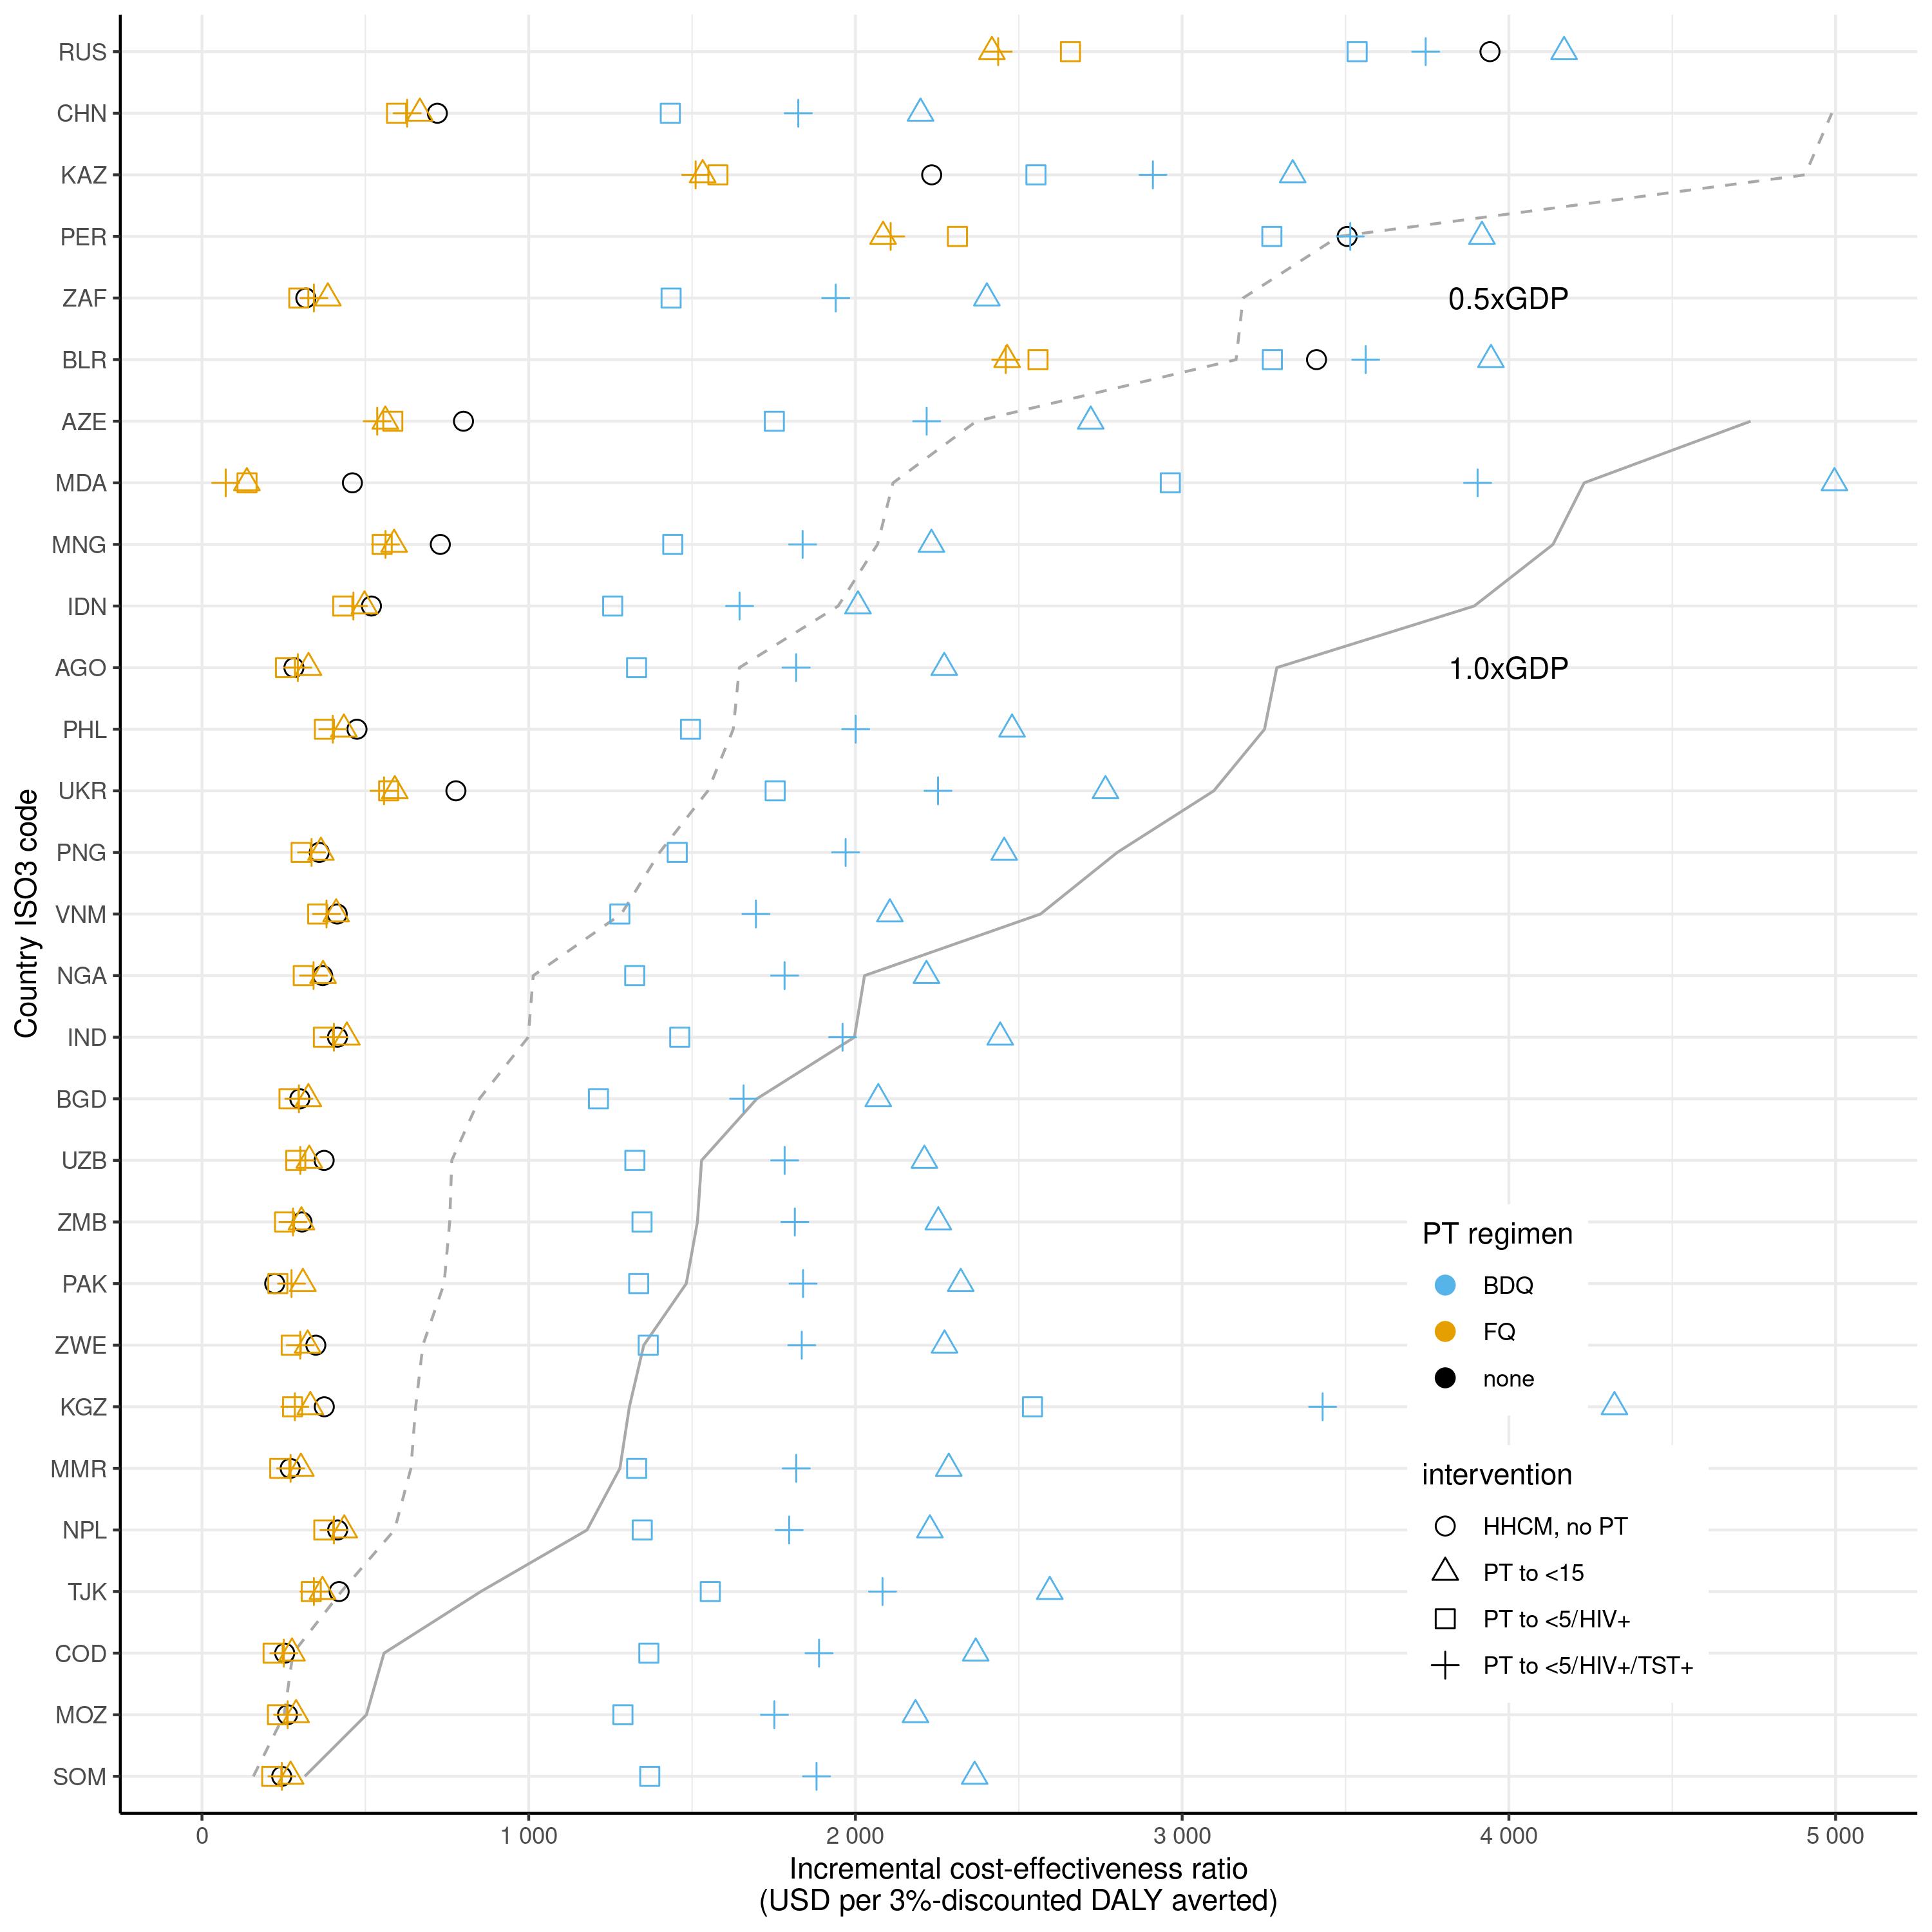 RUS
CHN
KAZ
PER
ZAF
0.5xGDP
BLR
AZE
MDA
MNG
IDN
AGO
1.0xGDP
PHL
UKR
PNG
VNM
NGA
IND
BGD
UZB
ZMB
PAK
ZWE
KGZ
MMR
NPL
TJK
COD
MOZ
SOM
Country ISO3 code
PT regimen
BDQ
FQ
none
intervention
HHCM, no PT
PT to <15
PT to <5/HIV+
PT to <5/HIV+/TST+
0 1 000 2 000 3 000 4 000 5 000
Incremental cost-effectiveness ratio
(USD per 3%-discounted DALY averted)